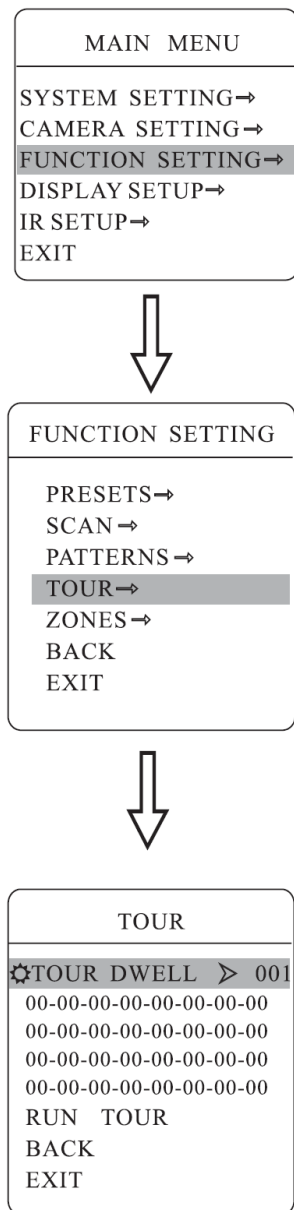 MAIN MENU
SYSTEM SETTING→
CAMERA SETTING→
FUNCTION SETTING→
DISPLAY SETUP→
IR SETUP→
EXIT
FUNCTION SETTING
PRESETS→
SCAN→
PATTERNS→
TOUR→
ZONES→
BACK
EXIT
TOUR
TOUR DWELL ➢ 001
00-00-00-00-00-00-00-00
00-00-00-00-00-00-00-00
00-00-00-00-00-00-00-00
00-00-00-00-00-00-00-00
RUN TOUR
BACK
EXIT